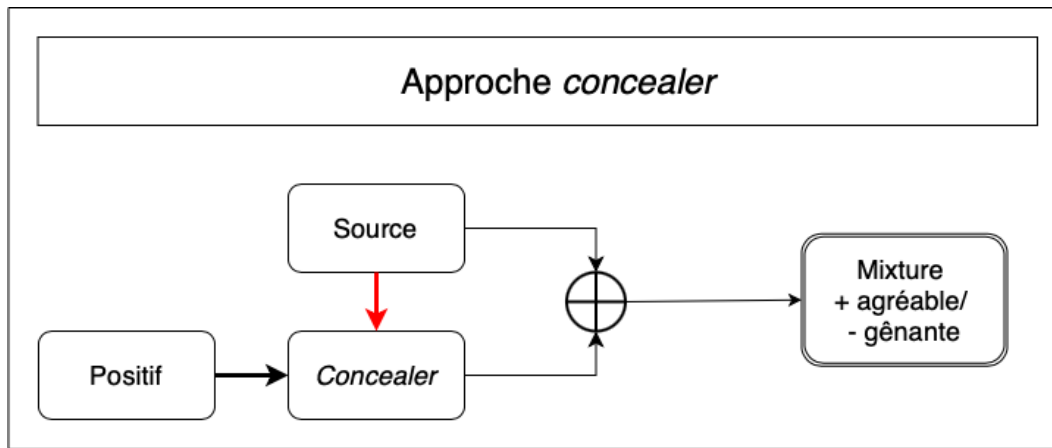 Approche concealer
Source
Positif
Concealer
Mixture
+ agréable/
- gênante